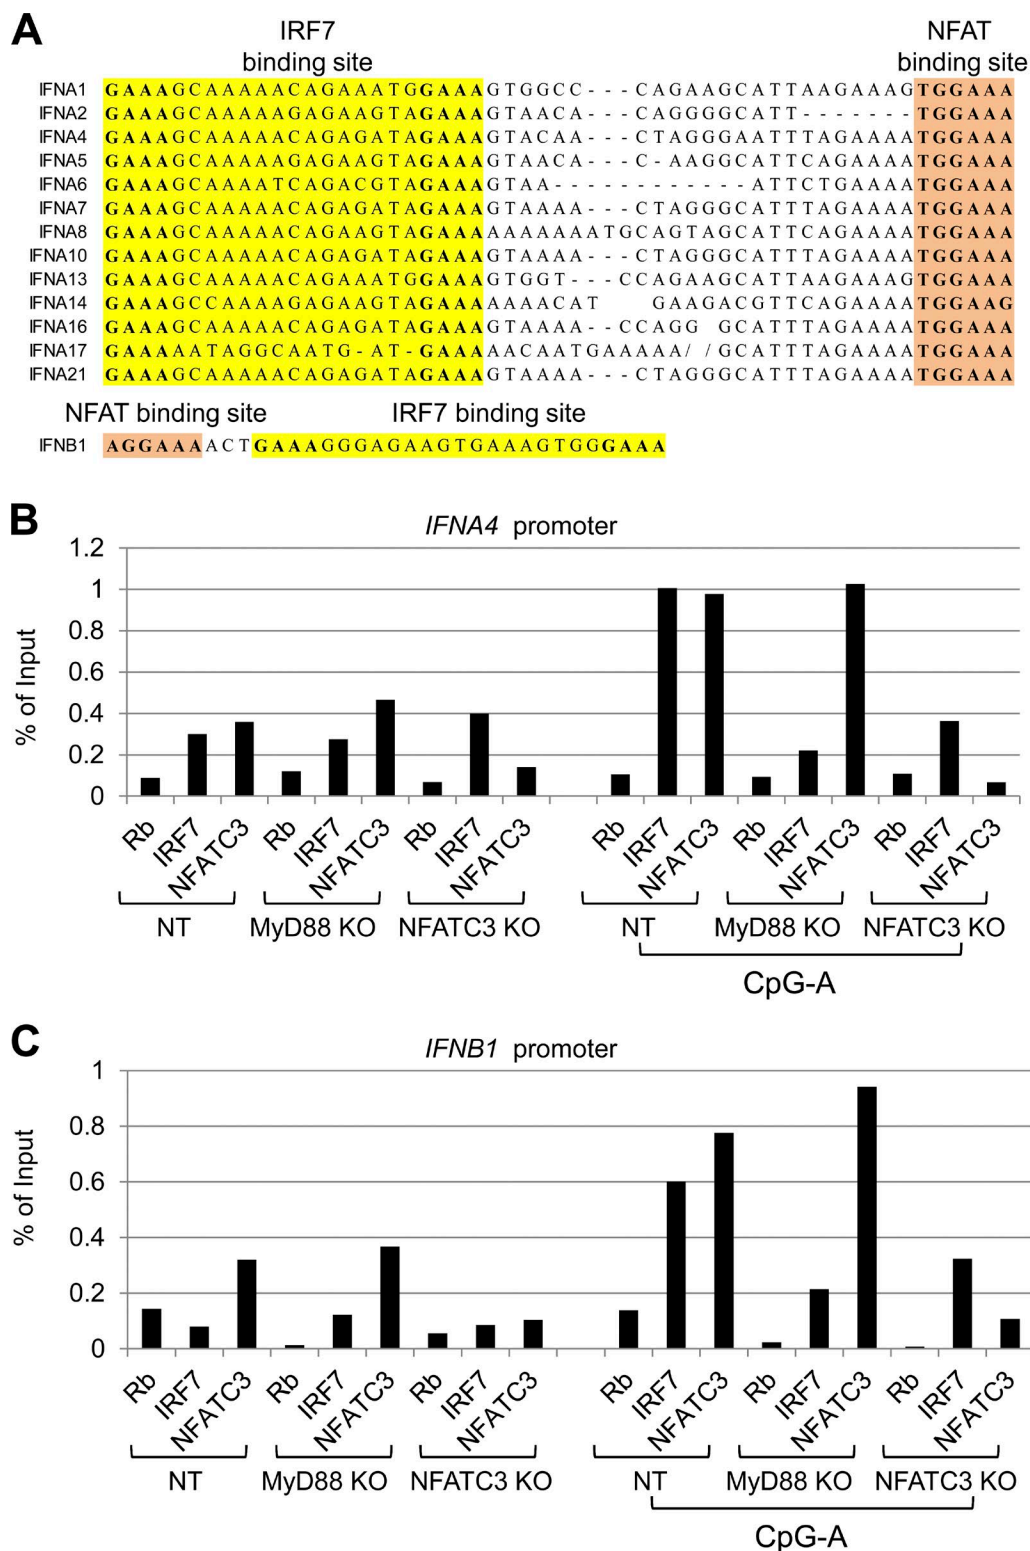 A
IRF7 binding site
NFAT binding site
IFNA1 GAAAGCAAAAACAGAAATGGAAAGTGGCC---CAGAAGCATTAAGAAAGTGGAAA
IFNA2 GAAAGCAAAAACAGAAGTAGAAAGTAACA---CAGGGGCATT-------TGGAAA
IFNA4 GAAAGCAAAAACAGAAGTAGAAAGTACAA---CTAGGGAATTTAGAAAATGGAAA
IFNA5 GAAAGCAAAAACAGAAGTAGAAAGTAACA---C-AAGGCATTCAGAAAATGGAAA
IFNA6 GAAAGCAAAATCAGACGTAGAAAGTAA------------ATTCTGAAAATGGAAA
IFNA7 GAAAGCAAAAACAGAGATAGAAAGTAAAA---CTAGGGCATTTAGAAAATGGAAA
IFNA8 GAAAGCAAAAACAGAAGTAGAAAAAAAAAATGCAGTAGCATTCAGAAAATGGAAA
IFNA10 GAAAGCAAAAACAGAAGTAGAAAGTAAAA---CTAGGGCATTTAGAAAATGGAAA
IFNA13 GAAAGCAAAAACAGAAATGGAAAGTGGT---CCAGAAGCATTAAGAAAGTGGAAA
IFNA14 GAAAGCCAAAAGAGAAGTAGAAAAAAACAT GAAGACGTTCAGAAAATGGAAG
IFNA16 GAAAGCAAAAACAGAGATAGAAAGTAAAA--CCAGG GCATTTAGAAAATGGAAA
IFNA17 GAAAAATAGGCAATG-AT-GAAAAACAATGAAAAA/ /GCATTTAGAAAATGGAAA
IFNA21 GAAAGCAAAAACAGAGATAGAAAGTAAAA---CTAGGGCATTTAGAAAATGGAAA
NFAT binding site IRF7 binding site
IFNB1 AGGAAAACTGAAAGGGAGAAGTGAAAGTGGGAAA
B
IFNA4 promoter
% of Input
1.2
1
0.8
0.6
0.4
0.2
0
Rb IRF7 NFATC3 Rb IRF7 NFATC3 Rb IRF7 NFATC3 Rb IRF7 NFATC3 Rb IRF7 NFATC3 Rb IRF7 NFATC3
NT MyD88 KO NFATC3 KO NT MyD88 KO NFATC3 KO
CpG-A
C
IFNB1 promoter
% of Input
1
0.8
0.6
0.4
0.2
0
Rb IRF7 NFATC3 Rb IRF7 NFATC3 Rb IRF7 NFATC3 Rb IRF7 NFATC3 Rb IRF7 NFATC3 Rb IRF7 NFATC3
NT MyD88 KO NFATC3 KO NT MyD88 KO NFATC3 KO
CpG-A